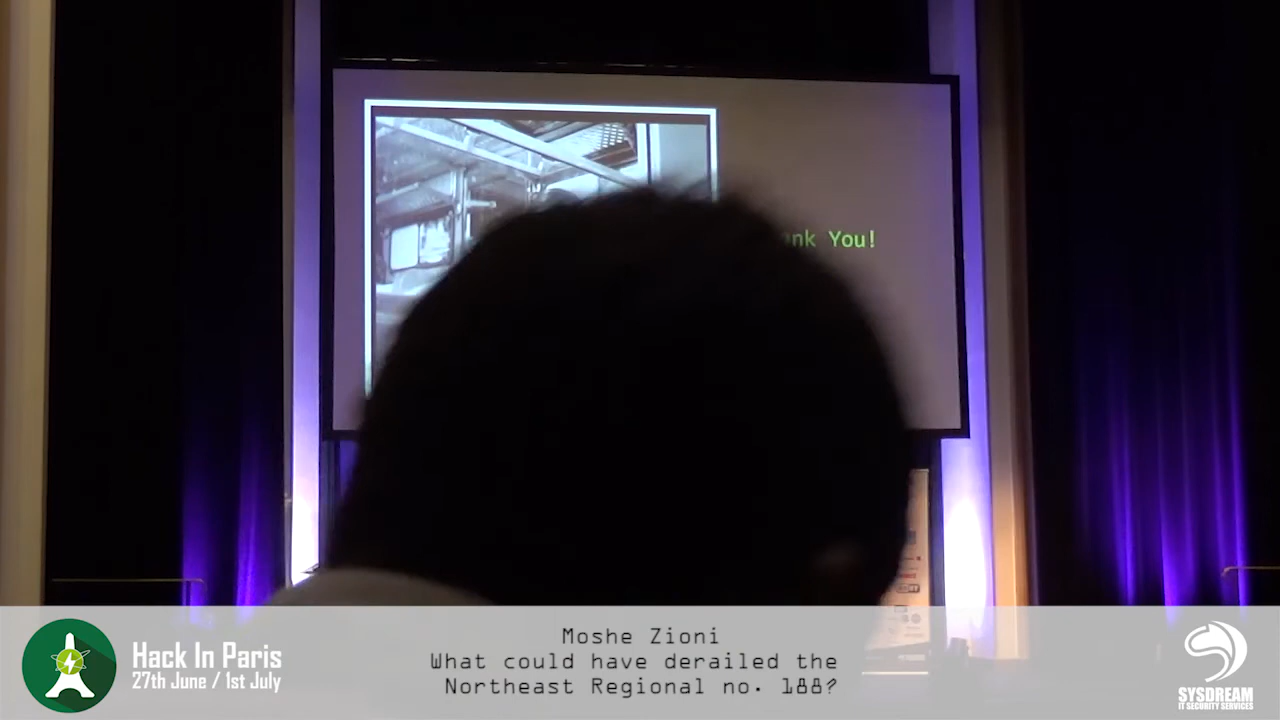 You!
Hack In Paris
27th June / 1st July
Moshe Zioni
What could have derailed the
Northeast Regional no. 188?
SYSDREAM
IT SECURITY SERVICES